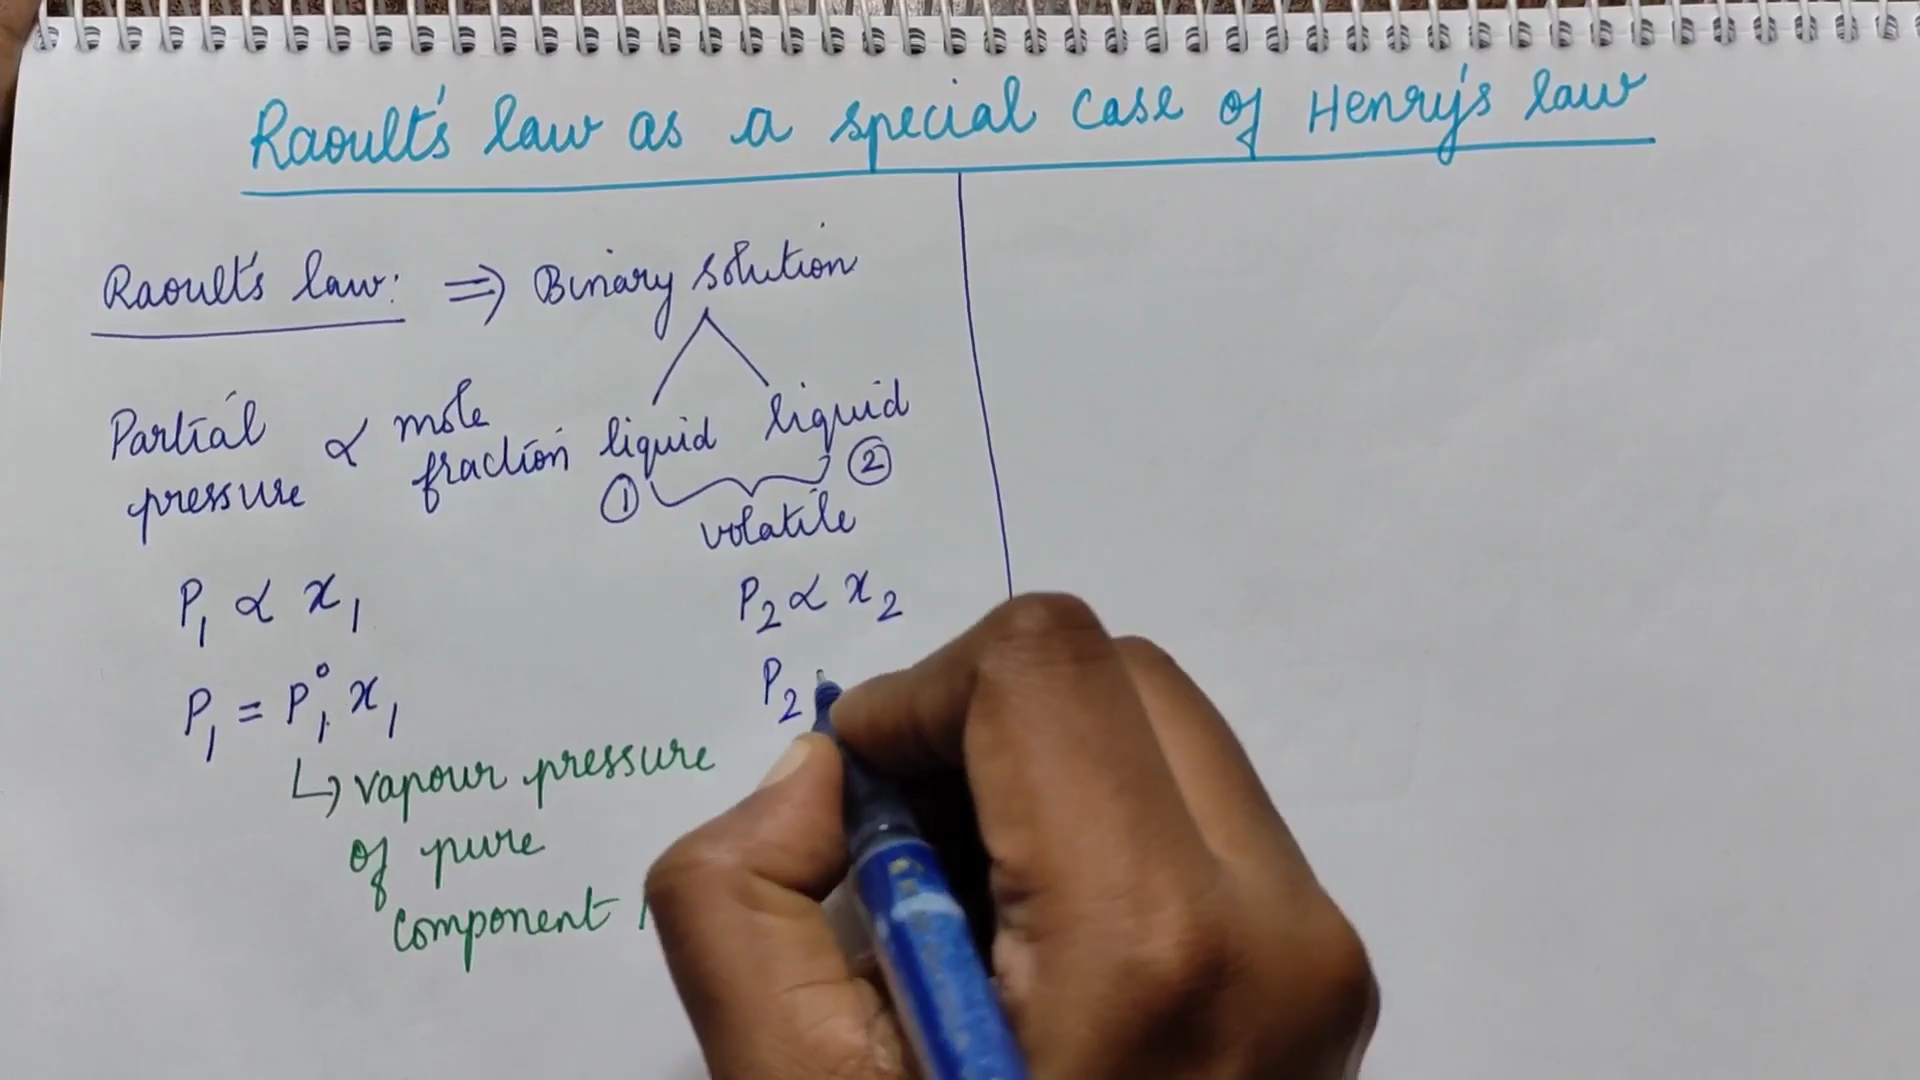 Raoult's law as a special case of Henry's law
Raoult's law: ⇒ Binary solution
Partial pressure ∝ mole fraction
liquid liquid
① ②
volatile
P₁ ∝ x₁
P₂ ∝ x₂
P₁ = P₁° x₁
P₂
↳ vapour pressure
of pure
component